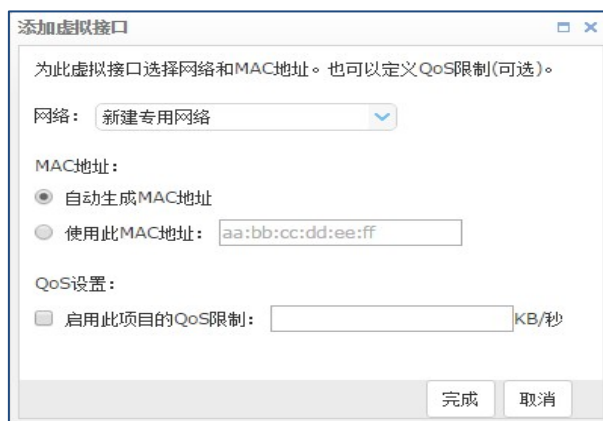 添加虚拟接口
为此虚拟接口选择网络和MAC地址。也可以定义QoS限制(可选)。
网络： 新建专用网络
MAC地址：
自动生成MAC地址
使用此MAC地址： aa:bb:cc:dd:ee:ff
QoS设置：
启用此项目的QoS限制： KB/秒
完成 取消